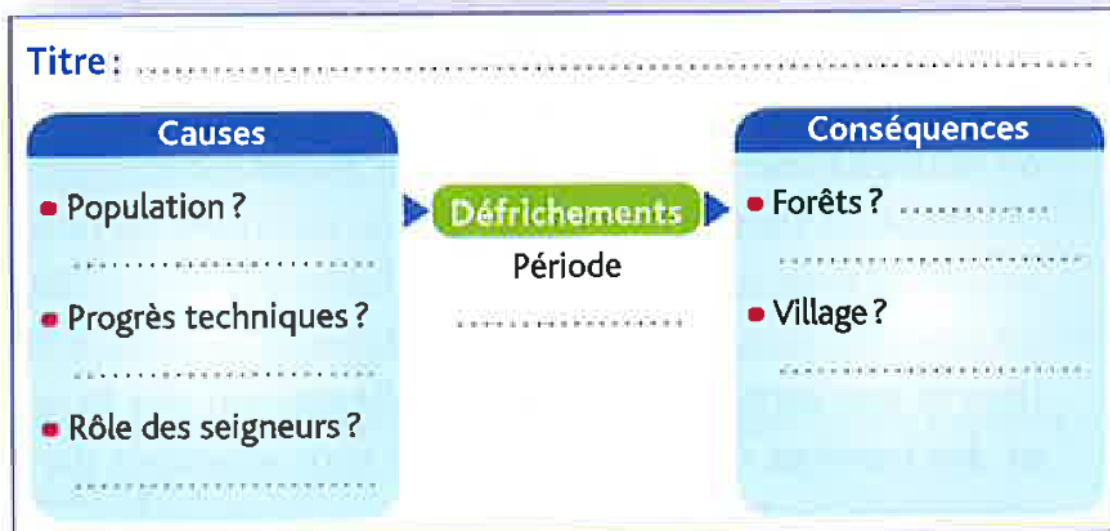 Titre :
Causes
• Population ?
• Progrès techniques ?
• Rôle des seigneurs ?
Défrichements
Période
Conséquences
• Forêts ?
• Village ?